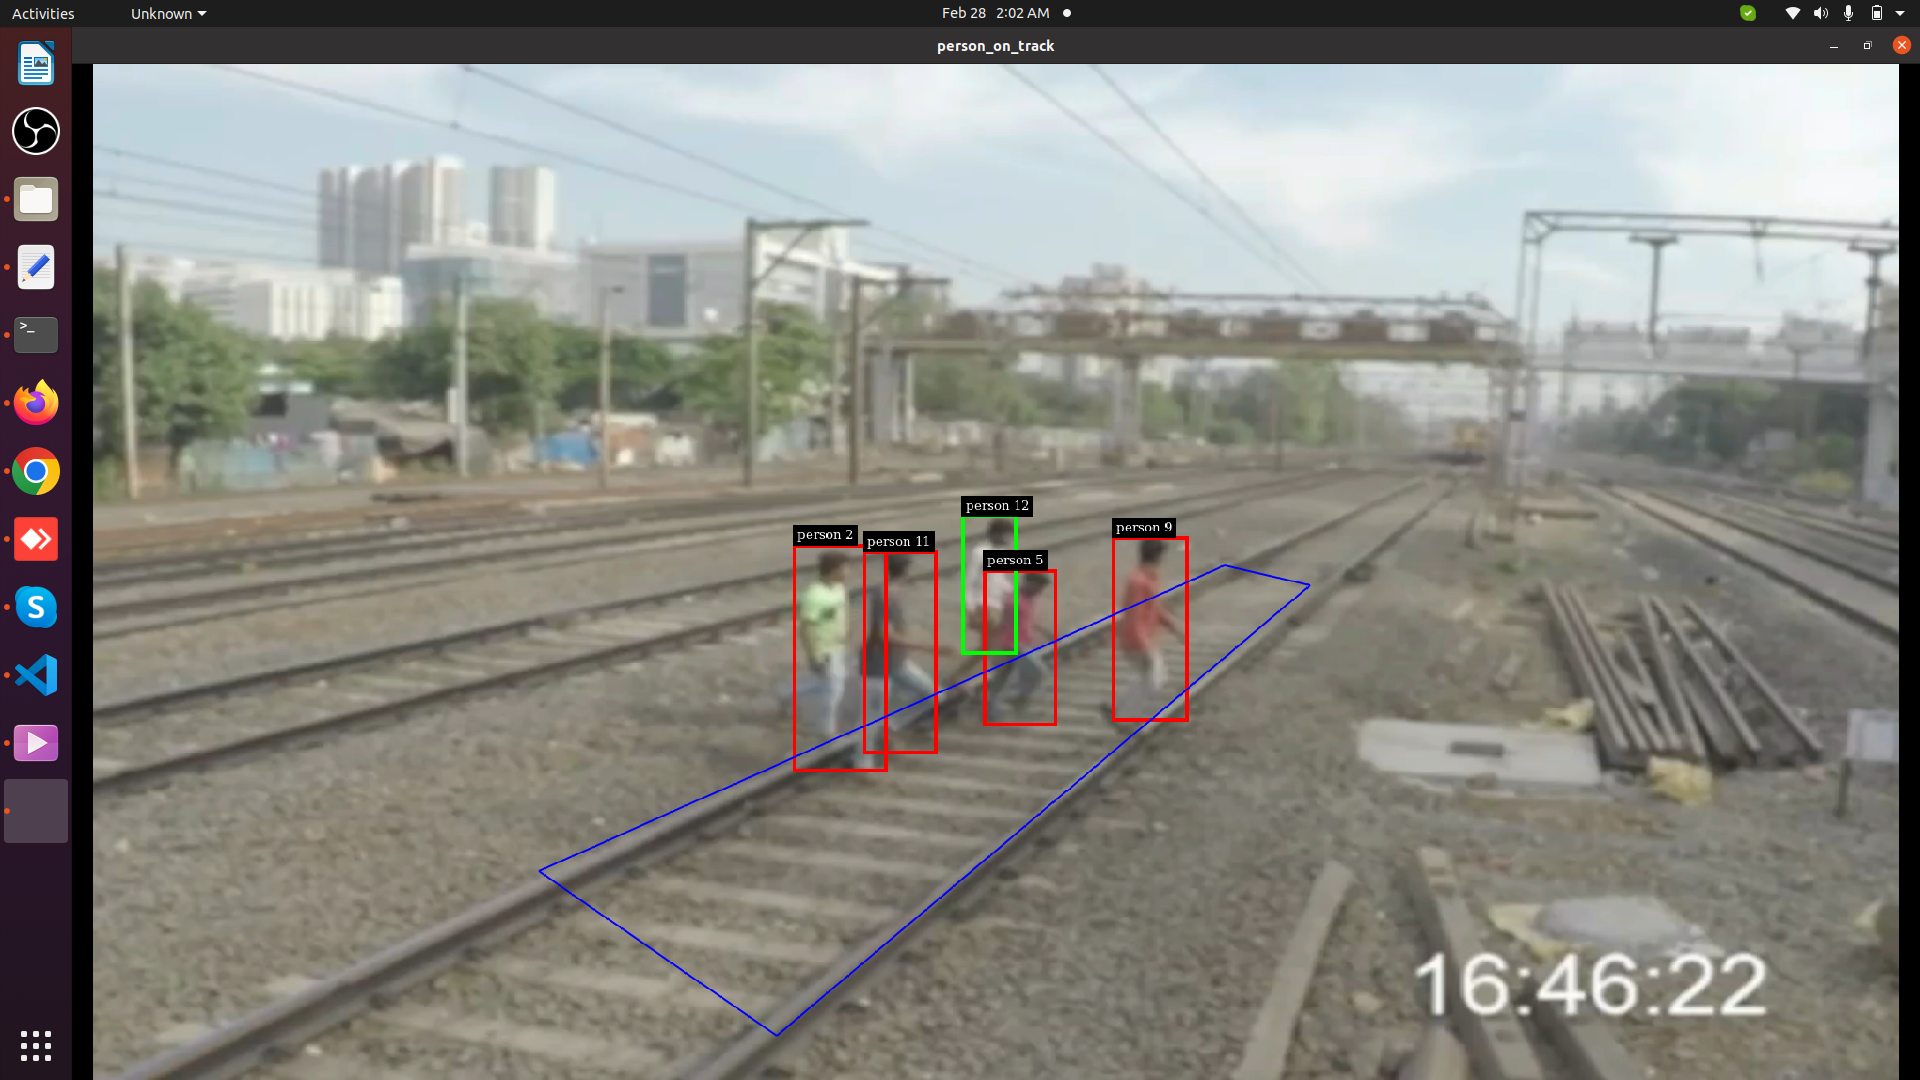 Activities
Unknown
Feb 28 2:02 AM
person_on_track
person 12
person 9
person 2
person 11
person 5
16:46:22